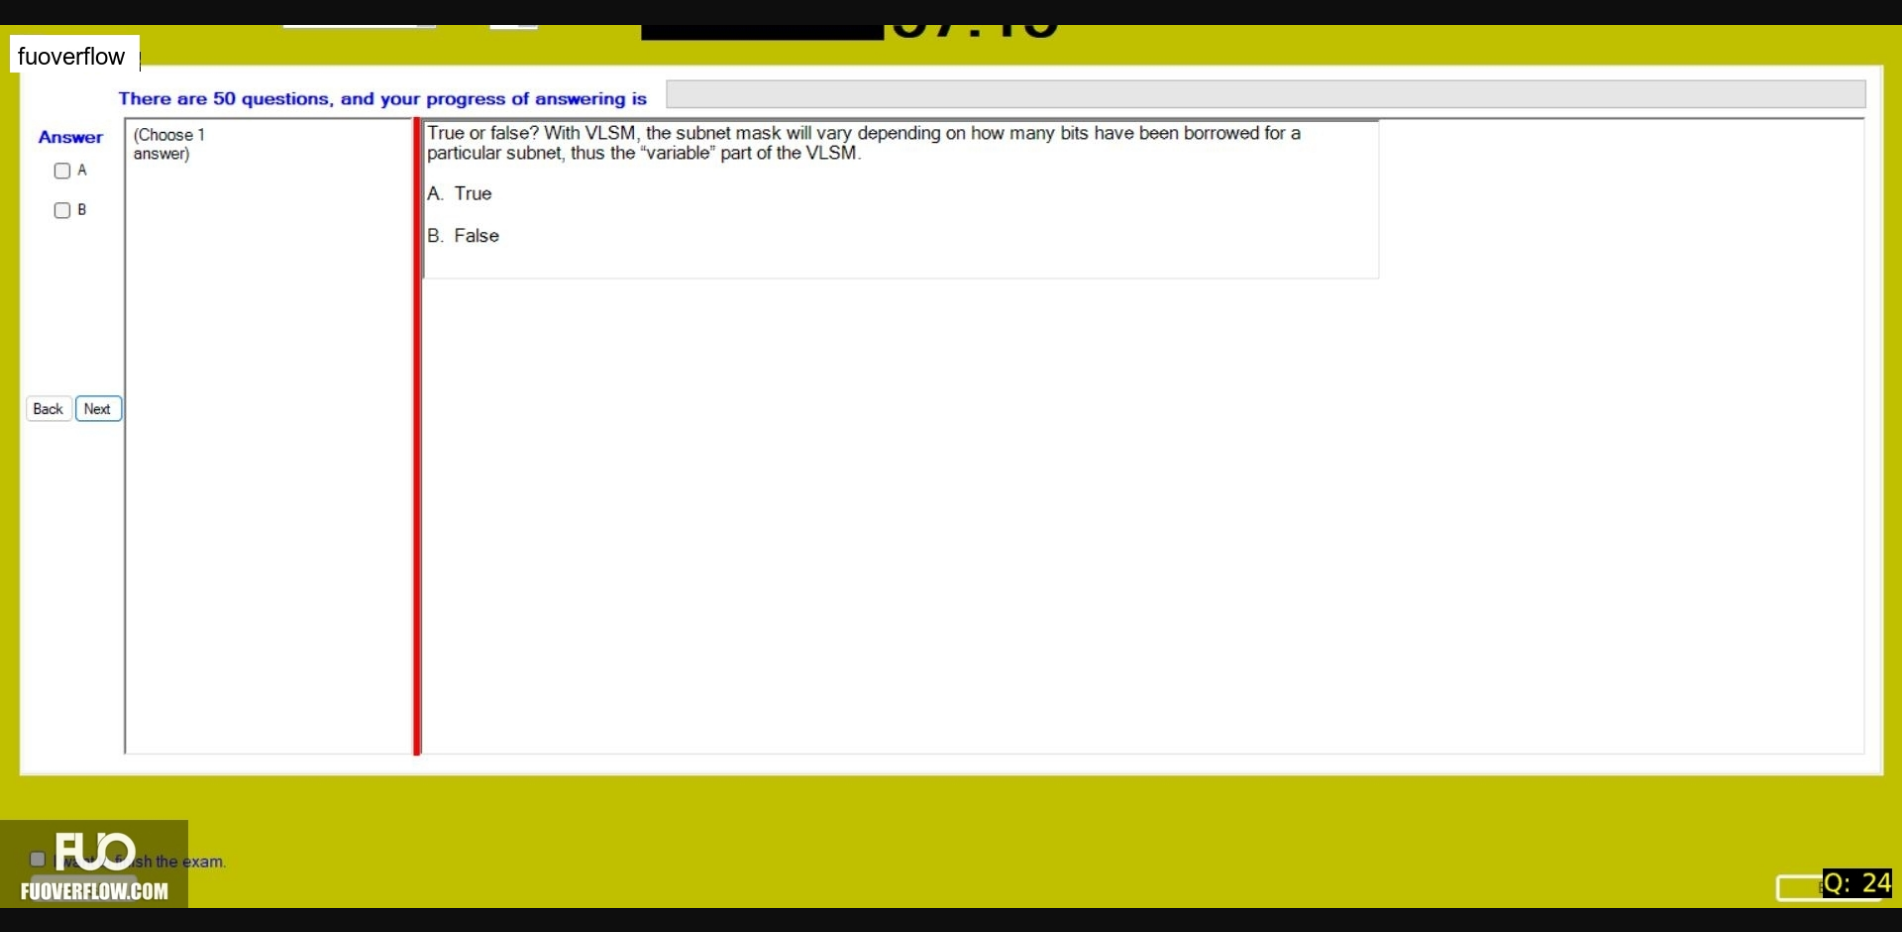 fuoverflow
There are 50 questions, and your progress of answering is
Answer
(Choose 1
answer)
A
B
True or false? With VLSM, the subnet mask will vary depending on how many bits have been borrowed for a
particular subnet, thus the “variable” part of the VLSM.
A. True
B. False
Back Next
FUO
sh the exam.
FUOVERFLOW.COM
Q: 24